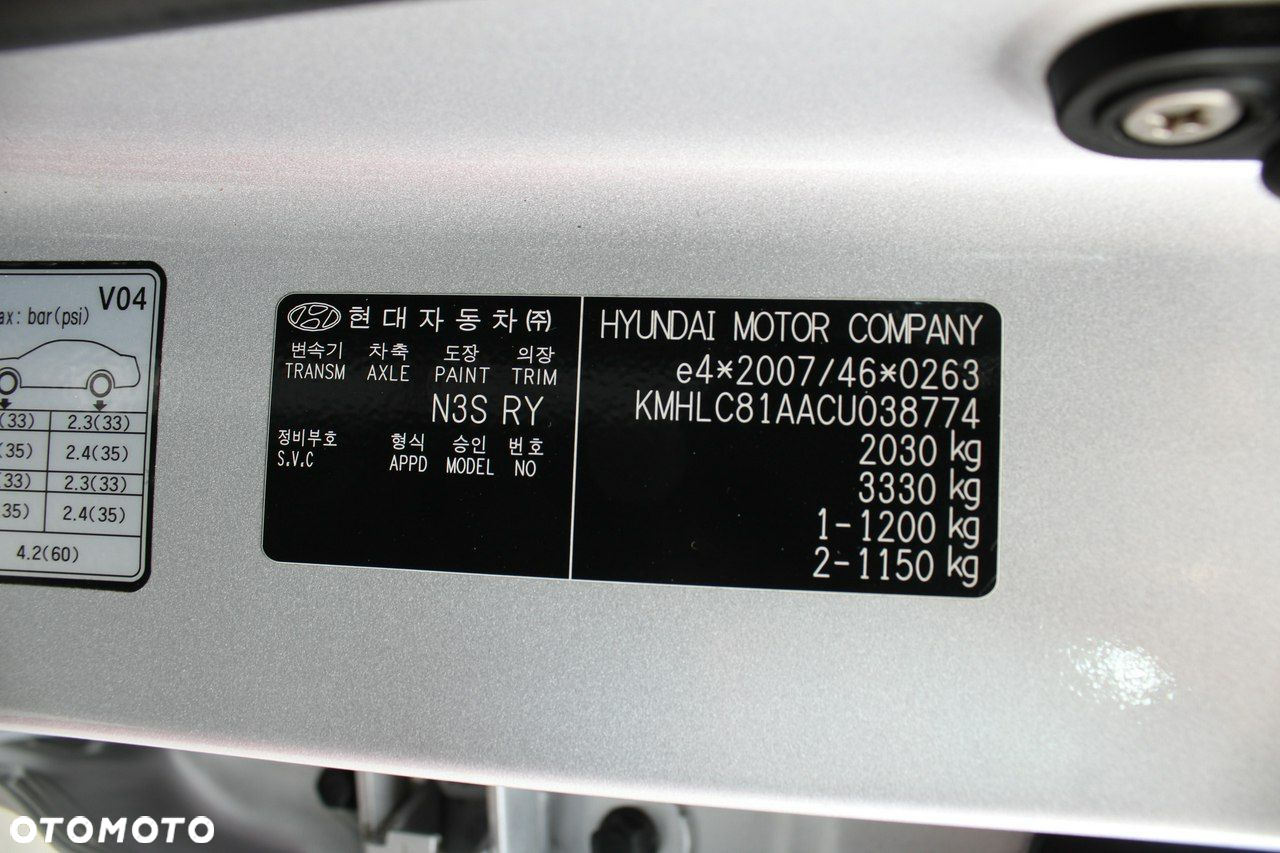 V04
ax: bar(psi)
(33) 2.3(33)
(35) 2.4(35)
(33) 2.3(33)
(35) 2.4(35)
4.2(60)
현대자동차㈜
변속기 차축 도장 의장
TRANSM AXLE PAINT TRIM
N3S RY
정비부호 형식 승인 번호
S.V.C APPD MODEL NO
HYUNDAI MOTOR COMPANY
e4*2007/46*0263
KMHLC81AACU038774
2030 kg
3330 kg
1-1200 kg
2-1150 kg
OTOMOTO